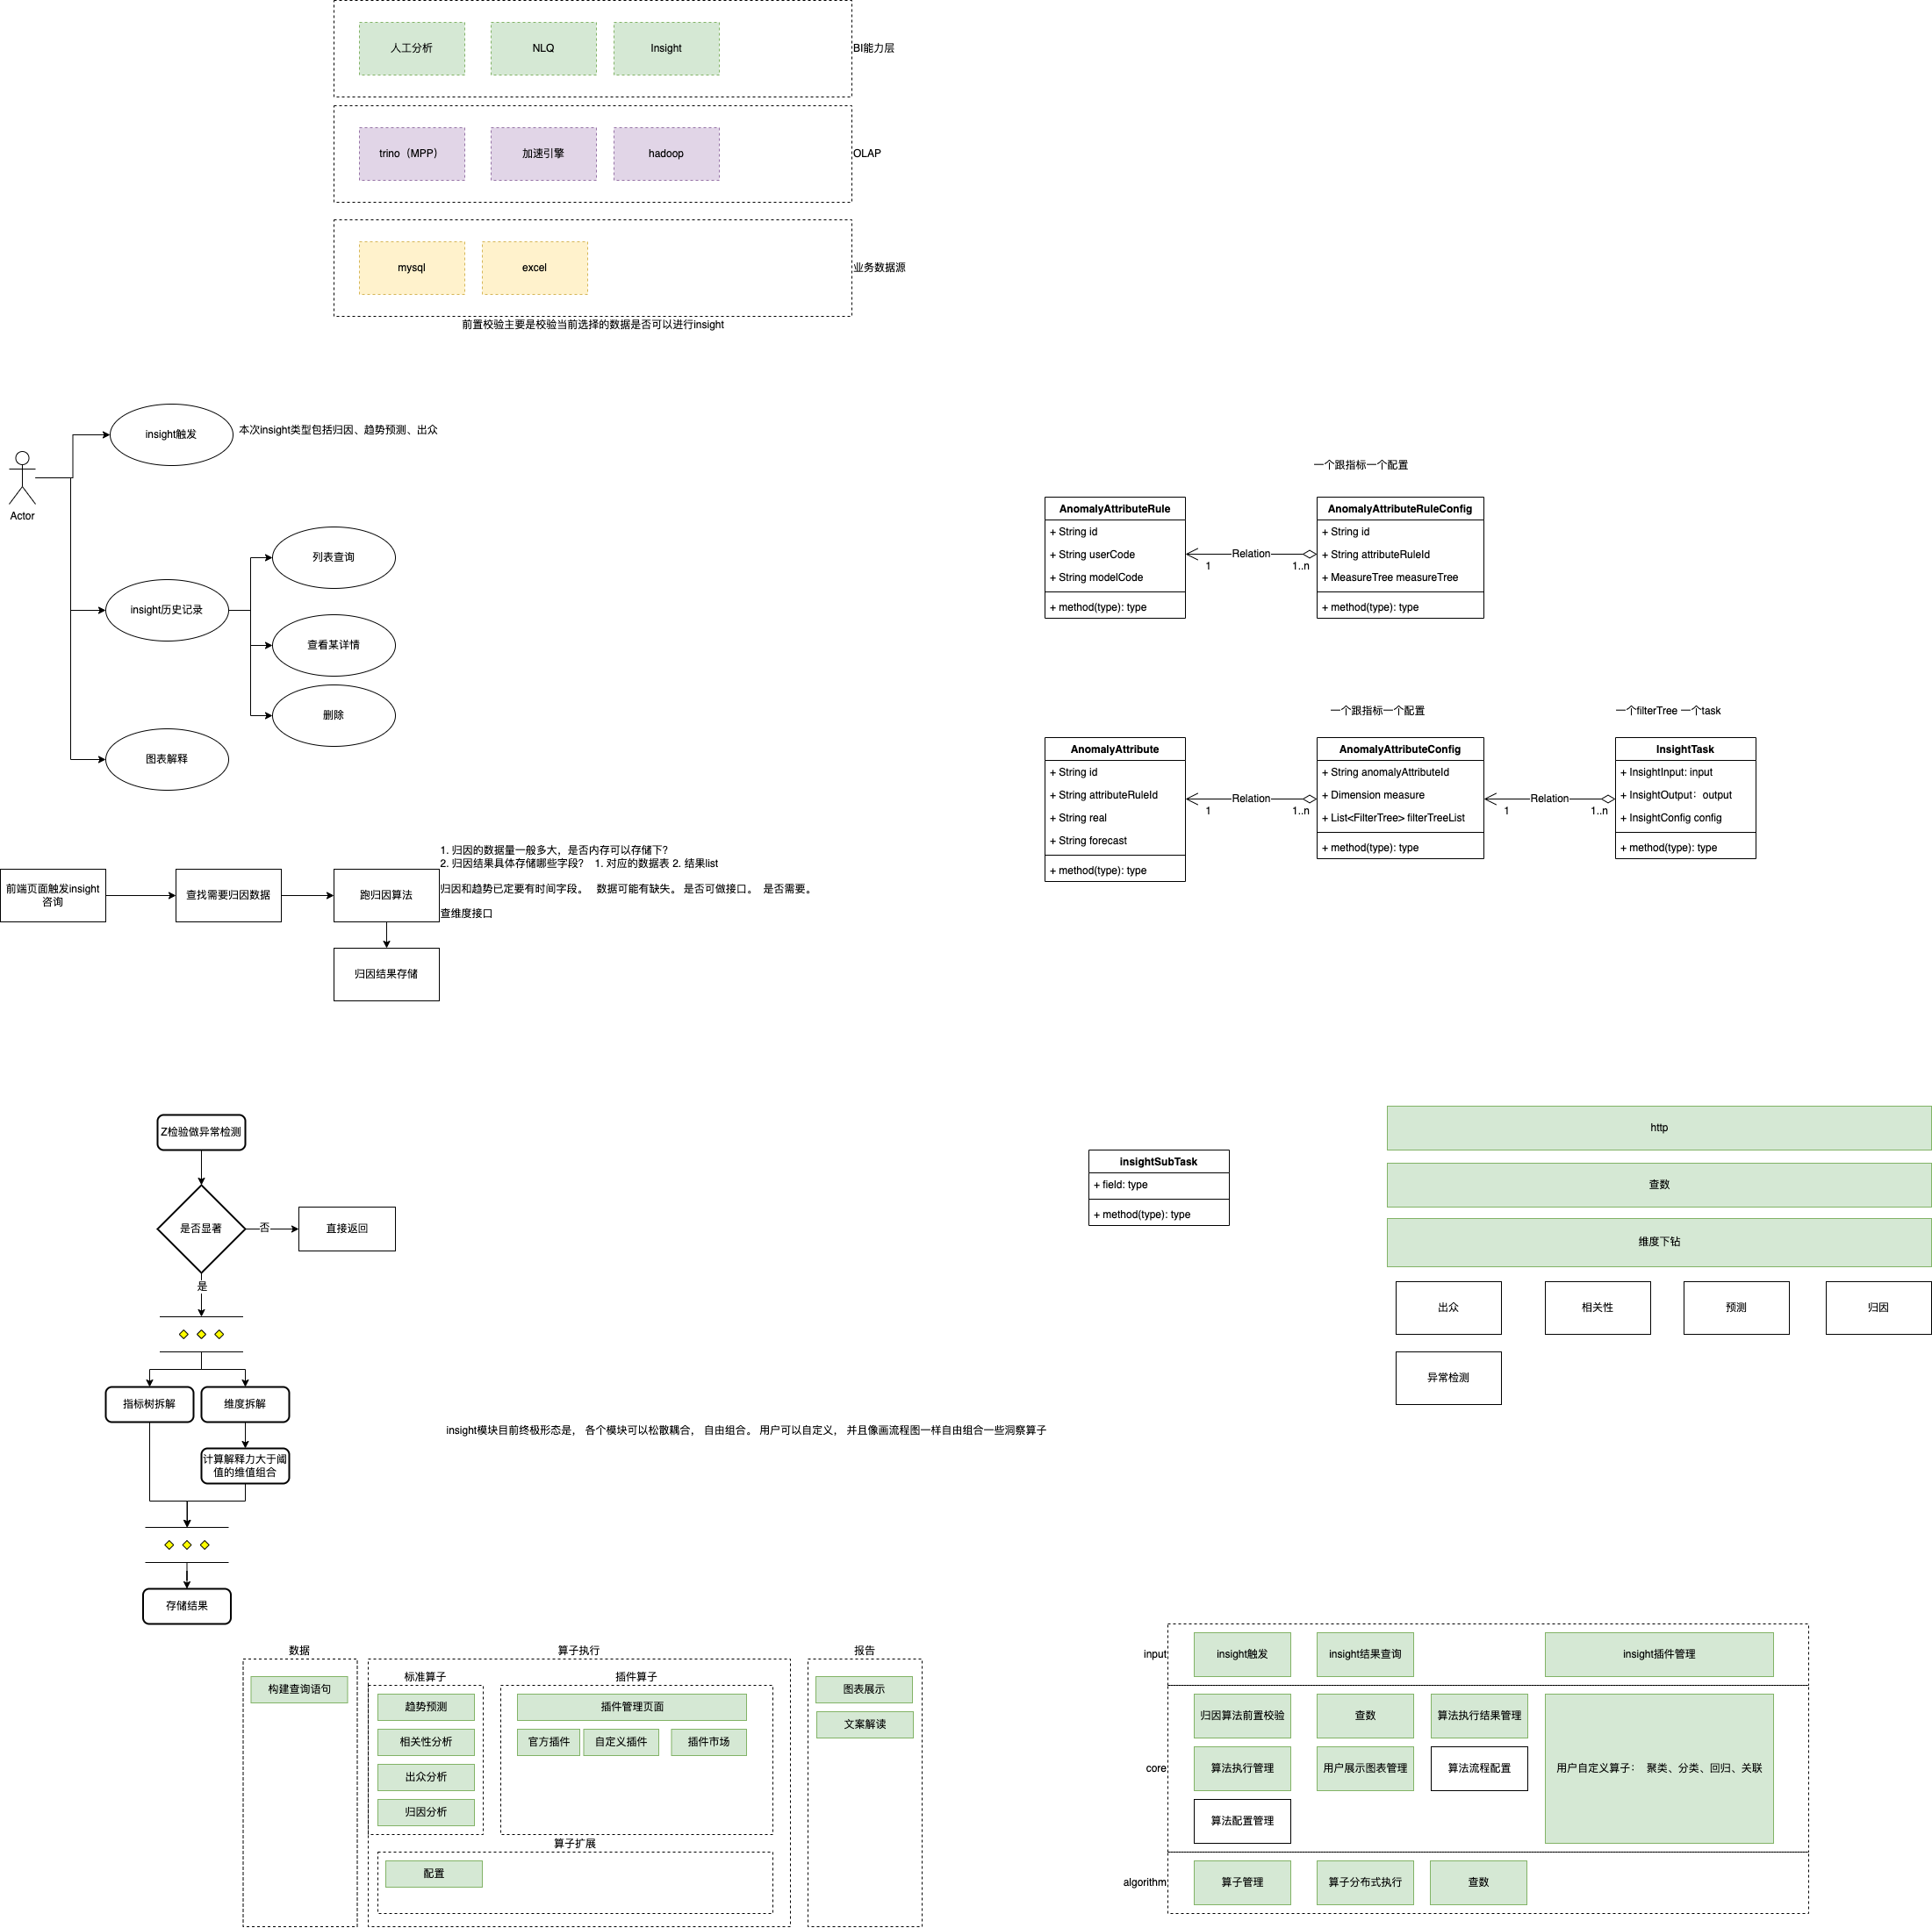 人工分析
NLQ
Insight
BI能力层
trino（MPP）
加速引擎
hadoop
OLAP
mysql
excel
业务数据源
前置校验主要是校验当前选择的数据是否可以进行insight
Actor
insight触发
本次insight类型包括归因、趋势预测、出众
insight历史记录
列表查询
查看某详情
删除
图表解释
一个跟指标一个配置
AnomalyAttributeRule
+ String id
+ String userCode
+ String modelCode
+ method(type): type
Relation
1
1..n
AnomalyAttributeRuleConfig
+ String id
+ String attributeRuleId
+ MeasureTree measureTree
+ method(type): type
一个跟指标一个配置
一个filterTree 一个task
AnomalyAttribute
+ String id
+ String attributeRuleId
+ String real
+ String forecast
+ method(type): type
Relation
1
1..n
AnomalyAttributeConfig
+ String anomalyAttributeId
+ Dimension measure
+ List<FilterTree> filterTreeList
+ method(type): type
Relation
1
1..n
InsightTask
+ InsightInput: input
+ InsightOutput：output
+ InsightConfig config
+ method(type): type
前端页面触发insight
咨询
查找需要归因数据
跑归因算法
归因结果存储
1. 归因的数据量一般多大，是否内存可以存储下？
2. 归因结果具体存储哪些字段？ 1. 对应的数据表 2. 结果list
归因和趋势已定要有时间字段。 数据可能有缺失。 是否可做接口。 是否需要。
查维度接口
Z检验做异常检测
是否显著
否
直接返回
是
指标树拆解
维度拆解
计算解释力大于阈
值的维值组合
存储结果
insight模块目前终极形态是， 各个模块可以松散耦合， 自由组合。 用户可以自定义， 并且像画流程图一样自由组合一些洞察算子
insightSubTask
+ field: type
+ method(type): type
http
查数
维度下钻
出众
相关性
预测
归因
异常检测
数据
构建查询语句
算子执行
标准算子
趋势预测
相关性分析
出众分析
归因分析
插件算子
插件管理页面
官方插件
自定义插件
插件市场
算子扩展
配置
报告
图表展示
文案解读
input
insight触发
insight结果查询
insight插件管理
core
归因算法前置校验
查数
算法执行结果管理
算法执行管理
用户展示图表管理
算法流程配置
用户自定义算子： 聚类、分类、回归、关联
算法配置管理
algorithm
算子管理
算子分布式执行
查数